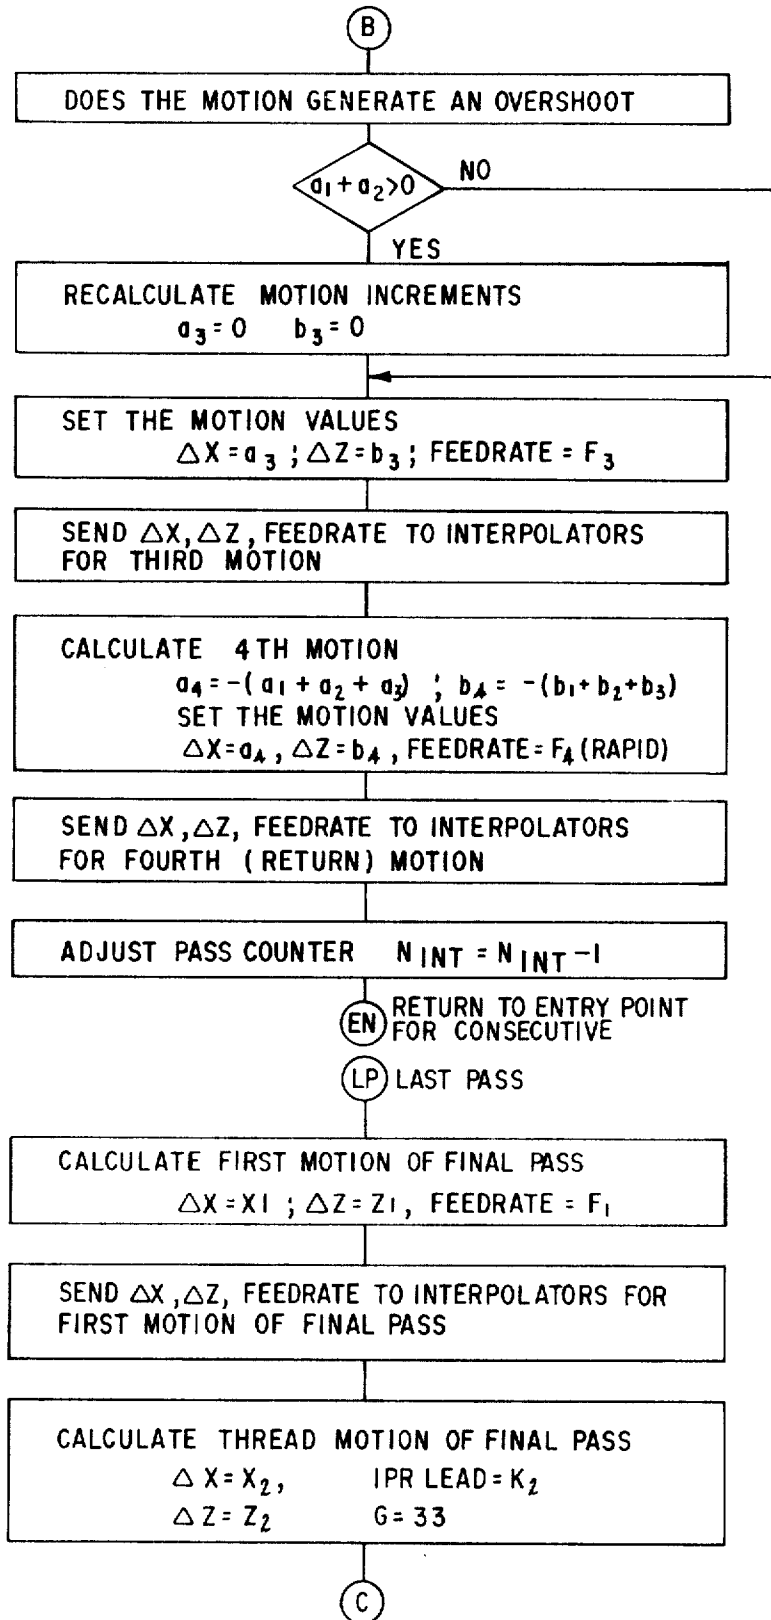 B
DOES THE MOTION GENERATE AN OVERSHOOT
a₁+a₂>0
NO
YES
RECALCULATE MOTION INCREMENTS
a₃=0 b₃=0
SET THE MOTION VALUES
△X=a₃ ; △Z=b₃; FEEDRATE = F₃
SEND △X,△Z, FEEDRATE TO INTERPOLATORS
FOR THIRD MOTION
CALCULATE 4TH MOTION
a₄=-(a₁+a₂+a₃) ; b₄= -(b₁+b₂+b₃)
SET THE MOTION VALUES
△X=a₄, △Z=b₄, FEEDRATE=F₄(RAPID)
SEND △X,△Z, FEEDRATE TO INTERPOLATORS
FOR FOURTH (RETURN) MOTION
ADJUST PASS COUNTER N INT = N INT -1
EN RETURN TO ENTRY POINT
FOR CONSECUTIVE
LP LAST PASS
CALCULATE FIRST MOTION OF FINAL PASS
△X=X1 ; △Z=Z₁, FEEDRATE = F₁
SEND △X,△Z, FEEDRATE TO INTERPOLATORS FOR
FIRST MOTION OF FINAL PASS
CALCULATE THREAD MOTION OF FINAL PASS
△X=X₂, IPR LEAD=K₂
△Z=Z₂ G=33
C